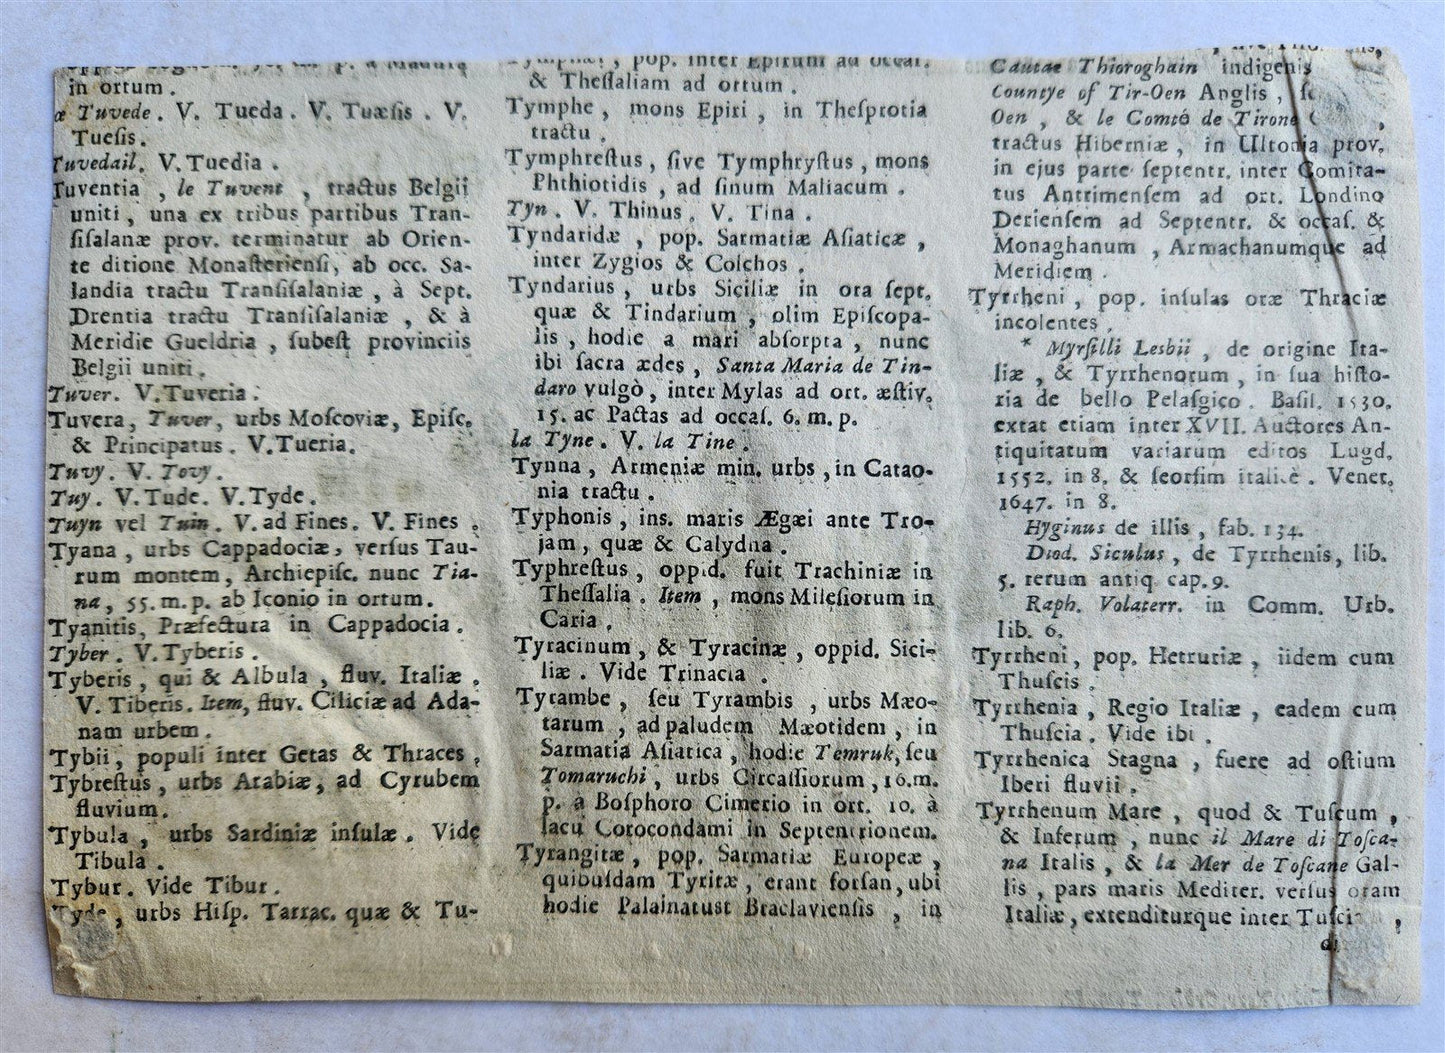 in ortum .
Tuvede . V. Tueda . V. Tuæsis . V.
Tuesis.
Tuvedail. V. Tuedia .
Tuventia , le Tuvent , tractus Belgii
uniti , una ex tribus partibus Tran-
sisalanæ prov. terminatur ab Orien-
te ditione Monasteriensi, ab occ. Sa-
landia tractu Transisalaniæ , à Sept.
Drentia tractu Transisalaniæ , & à
Meridie Gueldria , subest provinciis
Belgii uniti .
Tuver. V. Tuveria .
Tuvera, Tuver, urbs Moscoviæ, Episc.
& Principatus . V. Tueria.
Tuvy . V. Tovy .
Tuy. V. Tude. V. Tyde .
Tuyn vel Tuin . V. ad Fines. V. Fines .
Tyana , urbs Cappadociæ, versus Tau-
rum montem, Archiepisc. nunc Tia-
na, 55. m. p. ab Iconio in ortum.
Tyanitis, Præfectura in Cappadocia .
Tyber . V. Tyberis .
Tyberis , qui & Albula , fluv. Italiæ .
V. Tiberis. Item, fluv. Ciliciæ ad Ada-
nam urbem .
Tybii, populi inter Getas & Thraces .
Tybrestus , urbs Arabiæ, ad Cyrubem
fluvium.
Tybula , urbs Sardiniæ insulæ . Vide
Tibula .
Tybur. Vide Tibur.
Tyde , urbs Hisp. Tarrac. quæ & Tu-
pop. inter Epirum ad occas.
& Thessaliam ad ortum .
Tymphe , mons Epiri , in Thesprotia
tractu .
Tymphrestus, sive Tymphrystus , mons
Phthiotidis , ad sinum Maliacum .
Tyn . V. Thinus . V. Tina .
Tyndaridæ , pop. Sarmatiæ Asiaticæ ,
inter Zygios & Colchos .
Tyndarius , urbs Siciliæ in ora sept.
quæ & Tindarium , olim Episcopa-
lis , hodie a mari absorpta , nunc
ibi sacra ædes , Santa Maria de Tin-
daro vulgò , inter Mylas ad ort. æstiv.
15. ac Pactas ad occas. 6. m. p.
la Tyne . V. la Tine .
Tynna , Armeniæ min. urbs , in Catao-
nia tractu .
Typhonis , ins. maris Ægæi ante Tro-
jam, quæ & Calydna .
Typhrestus , oppid. fuit Trachiniæ in
Thessalia . Item , mons Milesiorum in
Caria .
Tyracinum , & Tyracinæ , oppid. Sici-
liæ . Vide Trinacia .
Tyrambe , seu Tyrambis , urbs Mæo-
tarum , ad paludem Mæotidem , in
Sarmatia Asiatica , hodie Temruk, seu
Tomaruchi , urbs Circassiorum , 10. m.
p. a Bosphoro Cimerio in ort. 10. à
lacu Corocondami in Septentrionem.
Tyrangitæ , pop. Sarmatiæ Europeæ ,
quibusdam Tyritæ , erant forsan, ubi
hodie Palainatust Braclaviensis , in
Cautæ Thioroghain indigenis
Countye of Tir-Oen Anglis ,
Oen , & le Comtô de Tirone
tractus Hiberniæ , in Ultonia prov.
in ejus parte septentr. inter Comita-
tus Antrimensem ad ort. Londino
Deriensem ad Septentr. & occas. &
Monaghanum , Armachanumque ad
Meridiem .
Tyrrheni , pop. insulas oræ Thraciæ
incolentes .
* Myrsilli Lesbii , de origine Ita-
liæ , & Tyrrhenorum , in sua histo-
ria de bello Pelasgico . Basil. 1530.
extat etiam inter XVII. Auctores An-
tiquitatum variarum editos Lugd.
1552. in 8. & seorsim italicè . Venet.
1647. in 8.
Hyginus de illis , fab. 134.
Diod. Siculus , de Tyrrhenis, lib.
5. rerum antiq. cap. 9.
Raph. Volaterr. in Comm. Urb.
lib. 6.
Tyrrheni , pop. Hetruriæ , iidem cum
Thuscis .
Tyrrhenia , Regio Italiæ , eadem cum
Thuscia . Vide ibi .
Tyrrhenica Stagna , fuere ad ostium
Iberi fluvii .
Tyrrhenum Mare , quod & Tuscum ,
& Inferum , nunc il Mare di Tosca-
na Italis , & la Mer de Toscane Gal-
lis , pars maris Mediter. versus oram
Italiæ, extenditurque inter